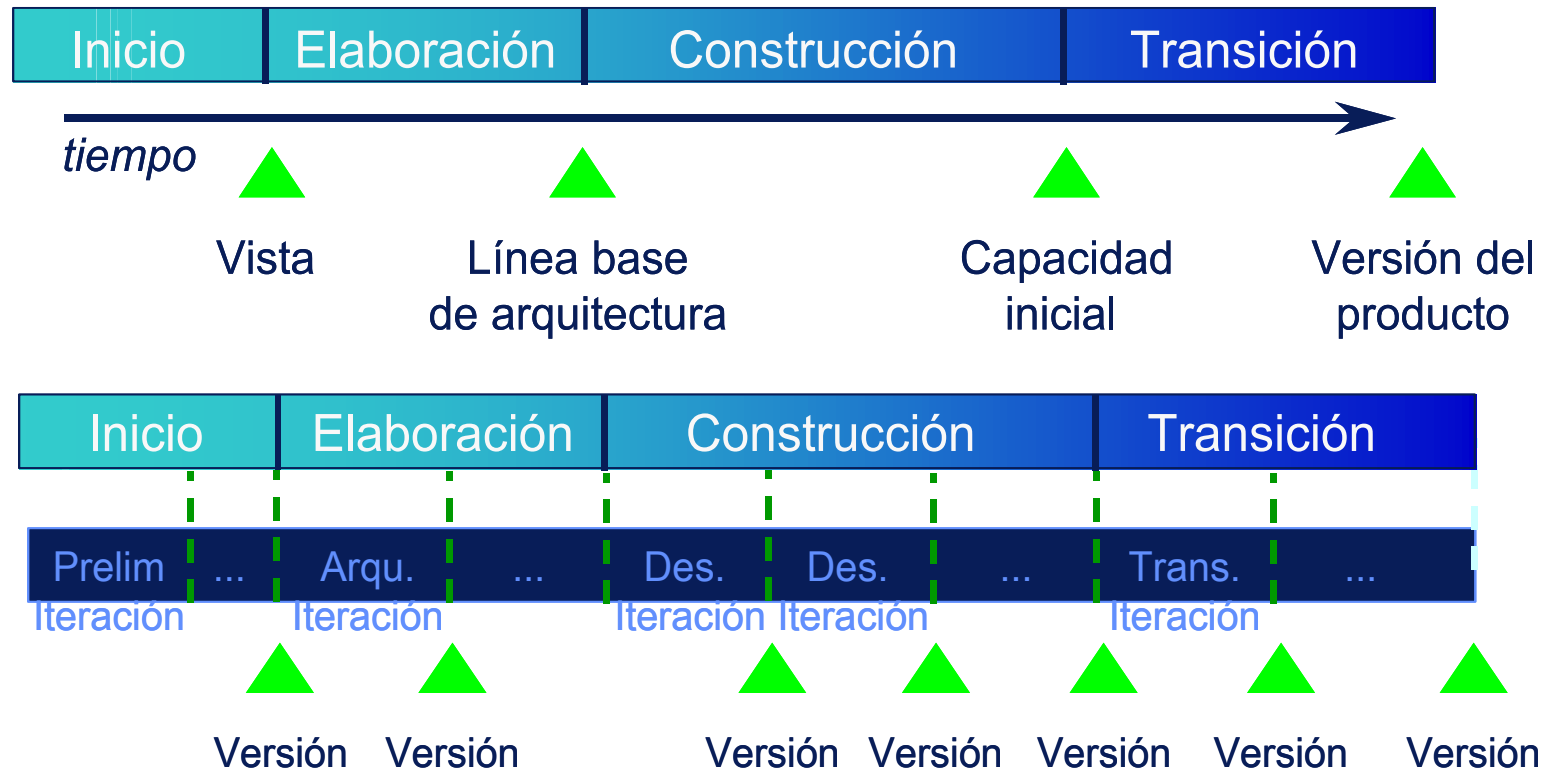 Inicio Elaboración Construcción Transición
tiempo
Vista Línea base Capacidad Versión del
de arquitectura inicial producto
Inicio Elaboración Construcción Transición
Prelim ... Arqu. ... Des. Des. ... Trans. ...
Iteración Iteración Iteración Iteración Iteración
Versión Versión Versión Versión Versión Versión Versión